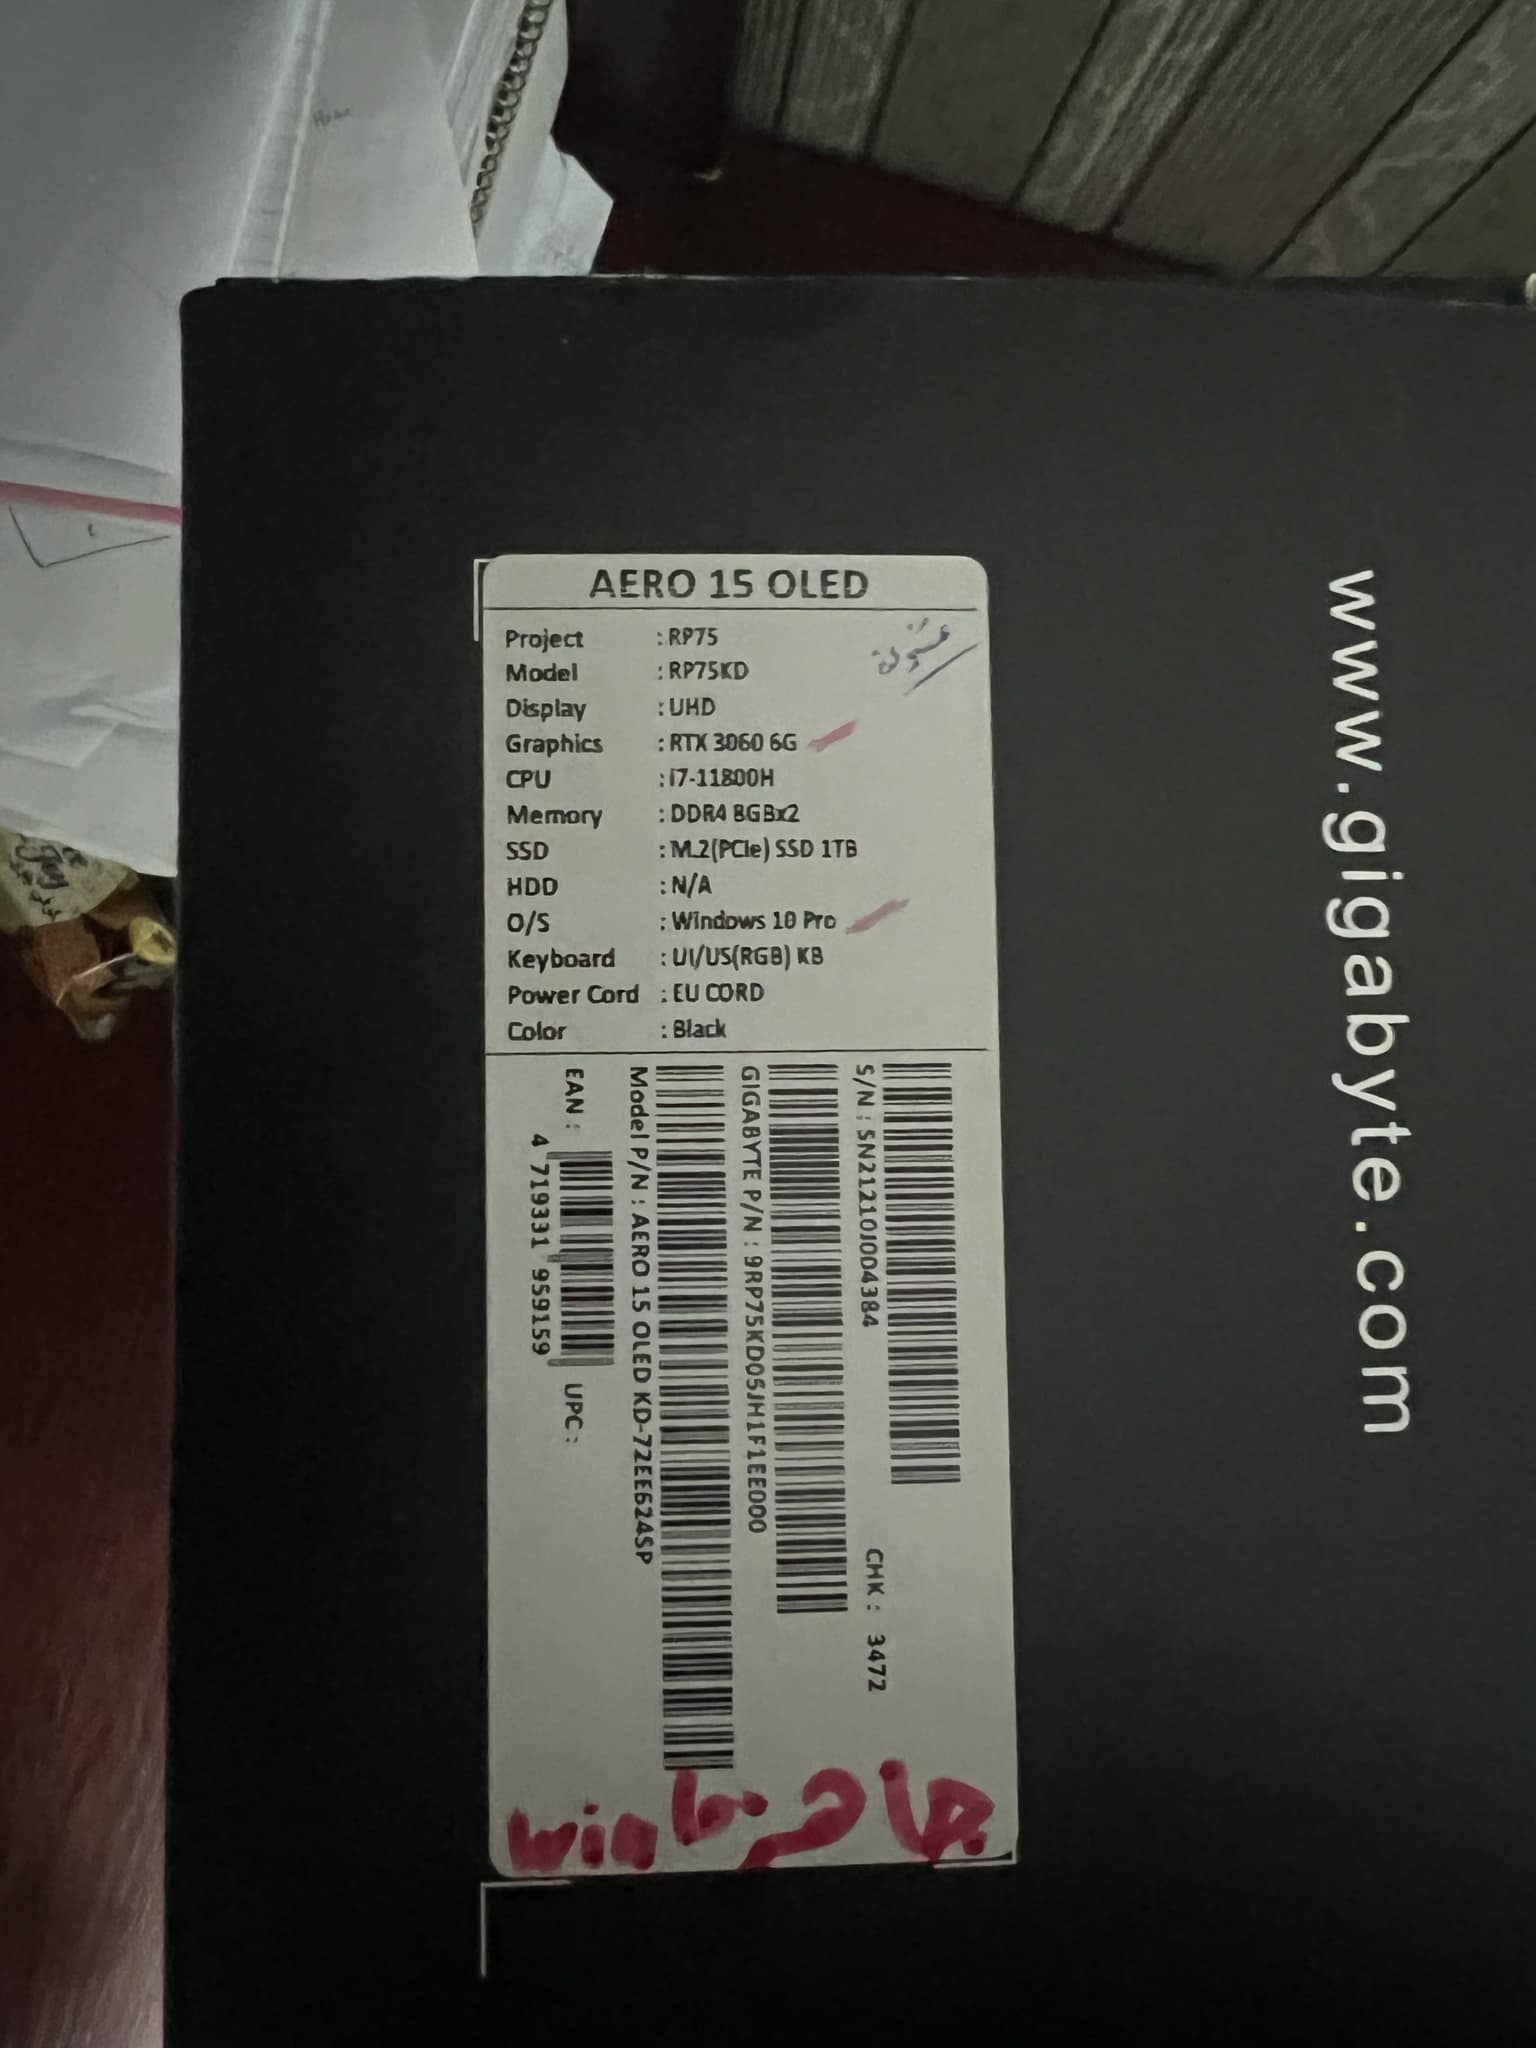 AERO 15 OLED
Project : RP75
Model : RP75KD
Display : UHD
Graphics : RTX 3060 6G
CPU : i7-11800H
Memory : DDR4 8GBx2
SSD : M.2(PCIe) SSD 1TB
HDD : N/A
O/S : Windows 10 Pro
Keyboard : UI/US(RGB) KB
Power Cord : EU CORD
Color : Black
S/N : SN21210J004384 CHK : 3472
GIGABYTE P/N : 9RP75KD05JH1F1EE000
Model P/N : AERO 15 OLED KD-72EE624SP
EAN : 4 719331 959159 UPC :
www.gigabyte.com